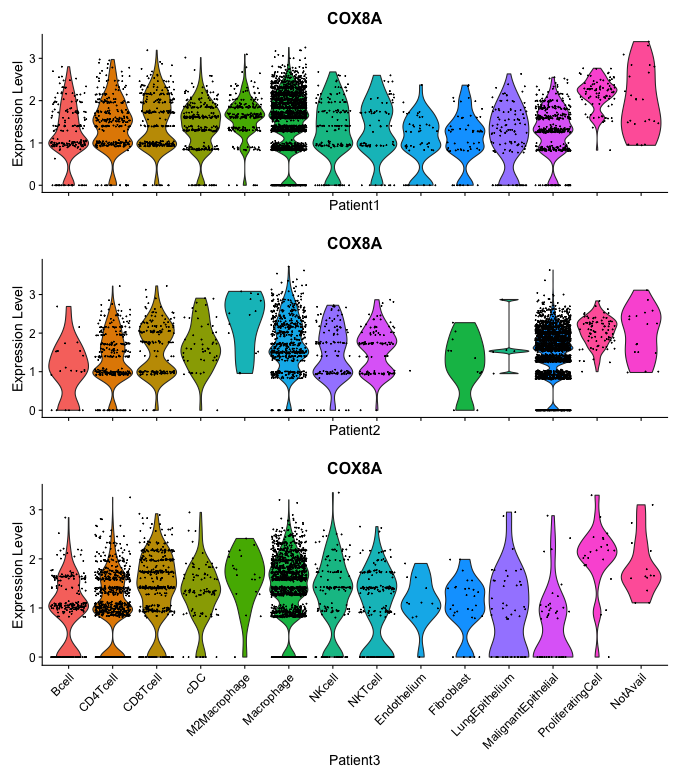 COX8A
Expression Level
3
2
1
0
Patient1
COX8A
Expression Level
3
2
1
0
Patient2
COX8A
Expression Level
3
2
1
0
Bcell
CD4Tcell
CD8Tcell
cDC
M2Macrophage
Macrophage
NKcell
NKTcell
Endothelium
Fibroblast
LungEpithelium
MalignantEpithelial
ProliferatingCell
NotAvail
Patient3